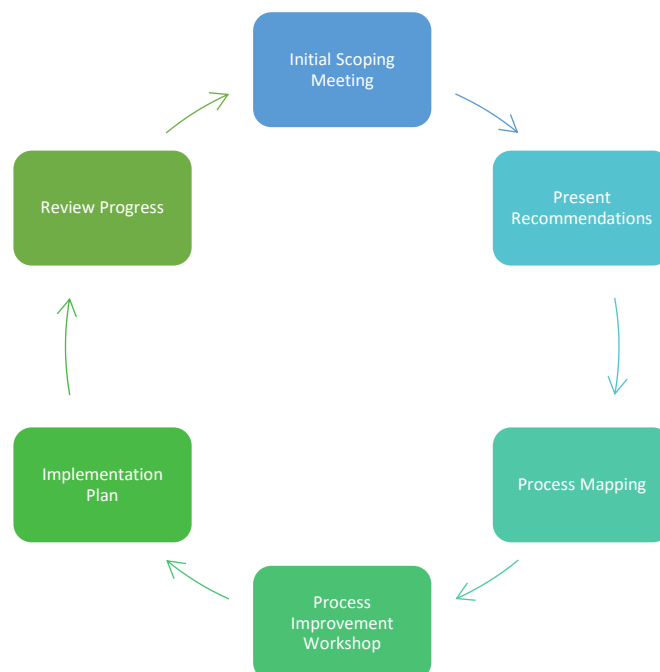 Initial Scoping
Meeting
Present
Recommendations
Process Mapping
Process
Improvement
Workshop
Implementation
Plan
Review Progress